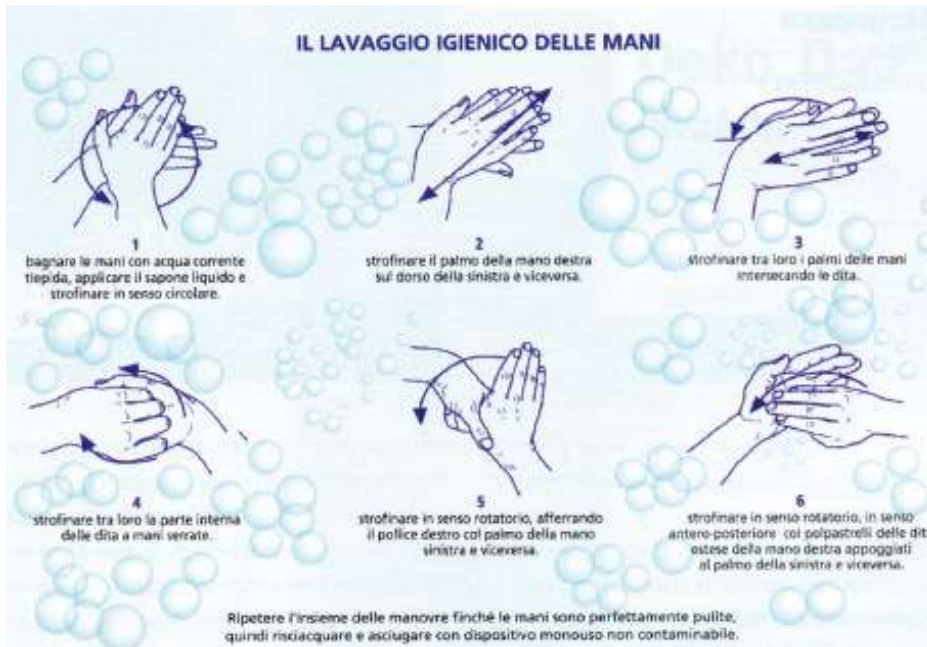 IL LAVAGGIO IGIENICO DELLE MANI
1
bagnare le mani con acqua corrente
tiepida, applicare il sapone liquido e
strofinare in senso circolare.
2
strofinare il palmo della mano destra
sul dorso della sinistra e viceversa.
3
strofinare tra loro i palmi delle mani
intersecando le dita.
4
strofinare tra loro la parte interna
delle dita a mani serrate.
5
strofinare in senso rotatorio, afferrando
il pollice destro col palmo della mano
sinistra e viceversa.
6
strofinare in senso rotatorio, in senso
antero-posteriore coi polpastrelli delle dita
estese della mano destra appoggiati
al palmo della sinistra e viceversa.
Ripetere l'insieme delle manovre finché le mani sono perfettamente pulite,
quindi risciacquare e asciugare con dispositivo monouso non contaminabile.